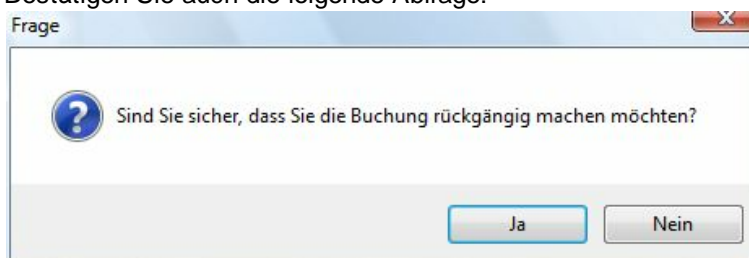 Bestätigen Sie auch die folgende Abfrage:
Frage
Sind Sie sicher, dass Sie die Buchung rückgängig machen möchten?
Ja
Nein